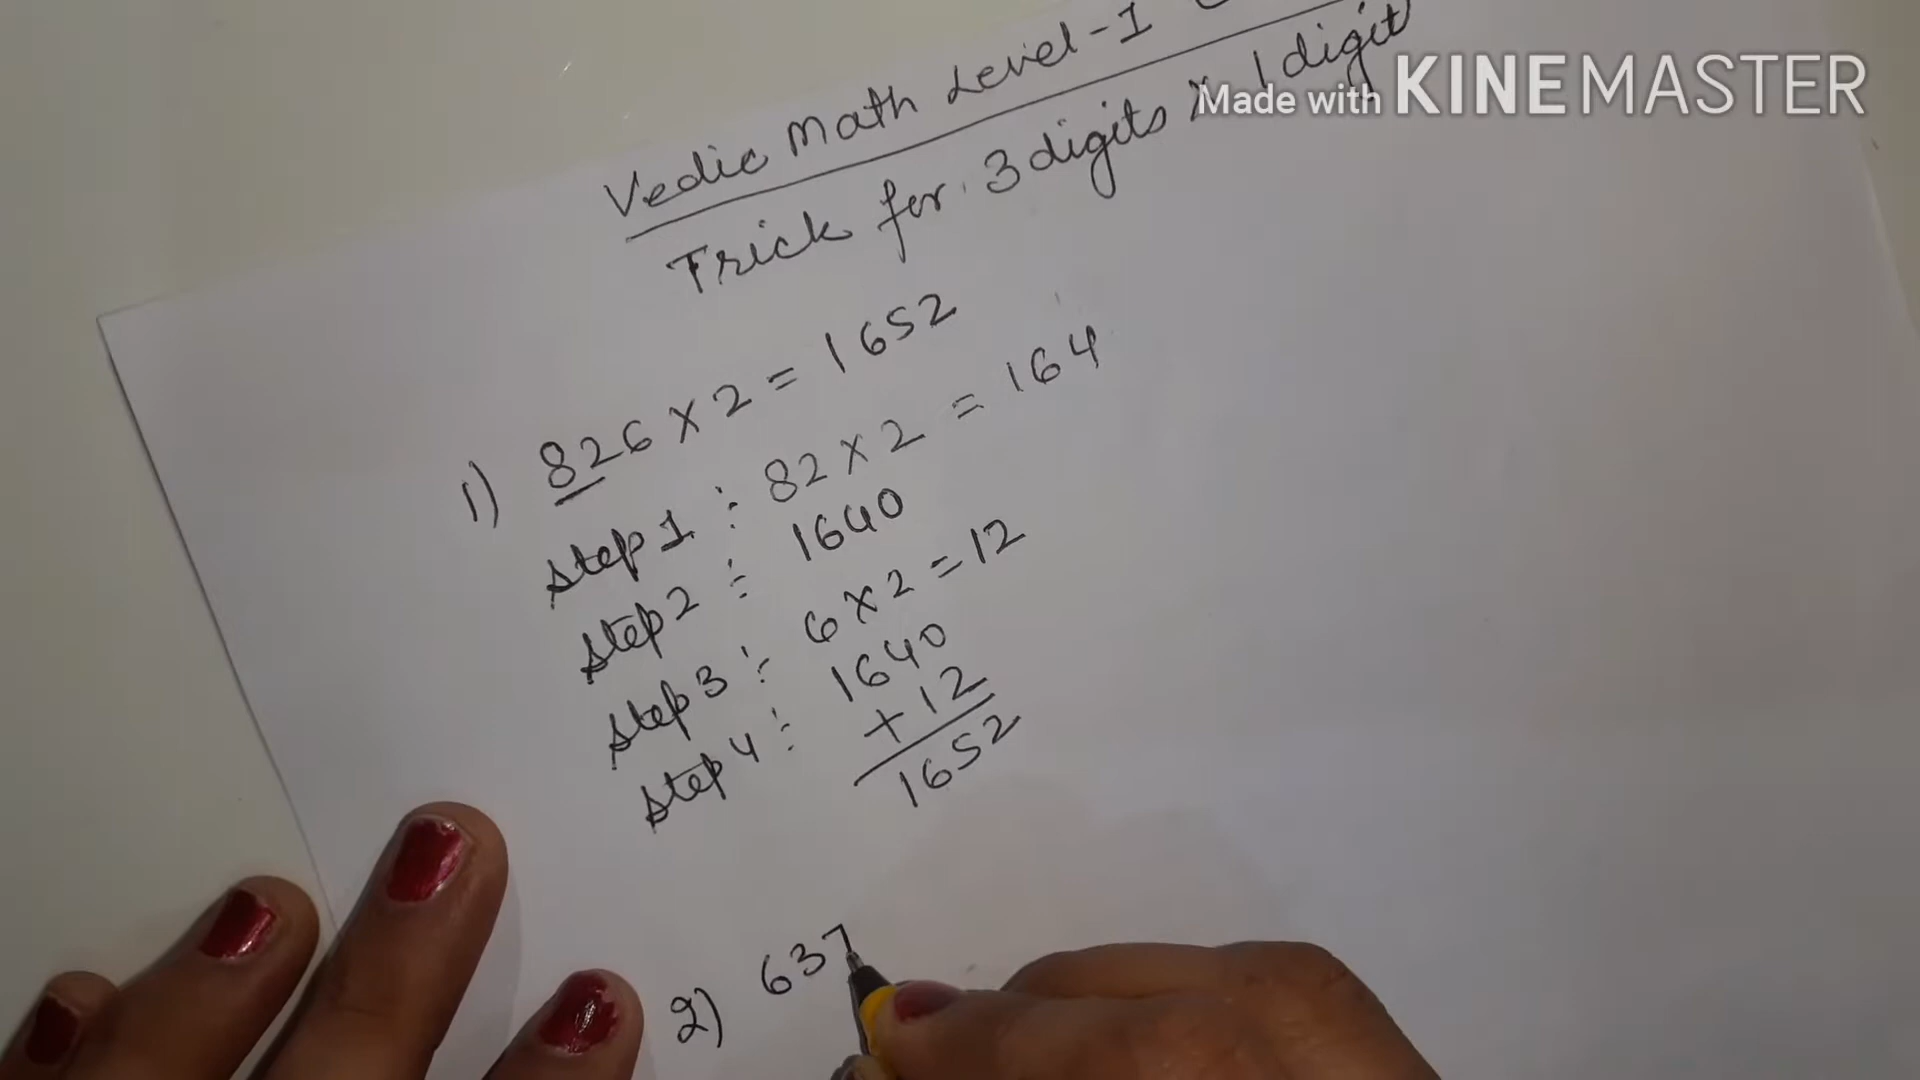 Vedic Math Level-1
Trick for 3 digits x 1 digit
Made with KINEMASTER
1) 826 x 2 = 1652
Step 1 : 82 x 2 = 164
Step 2 : 1640
Step 3 : 6 x 2 = 12
Step 4 : 1640
+ 12
1652
2) 637